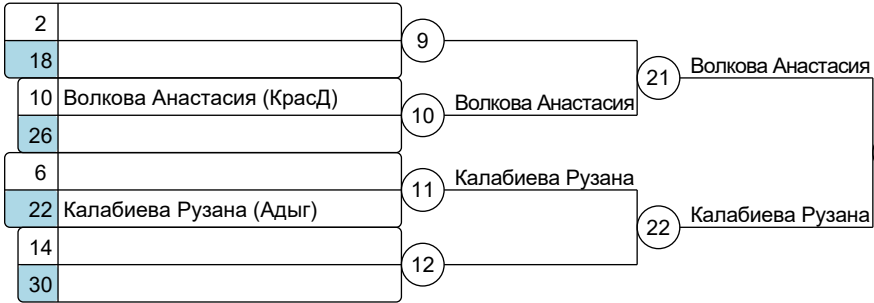 2
9
18
Волкова Анастасия
21
10 Волкова Анастасия (КрасД)
10
Волкова Анастасия
26
6
11
Калабиева Рузана
22 Калабиева Рузана (Адыг)
22
Калабиева Рузана
14
12
30